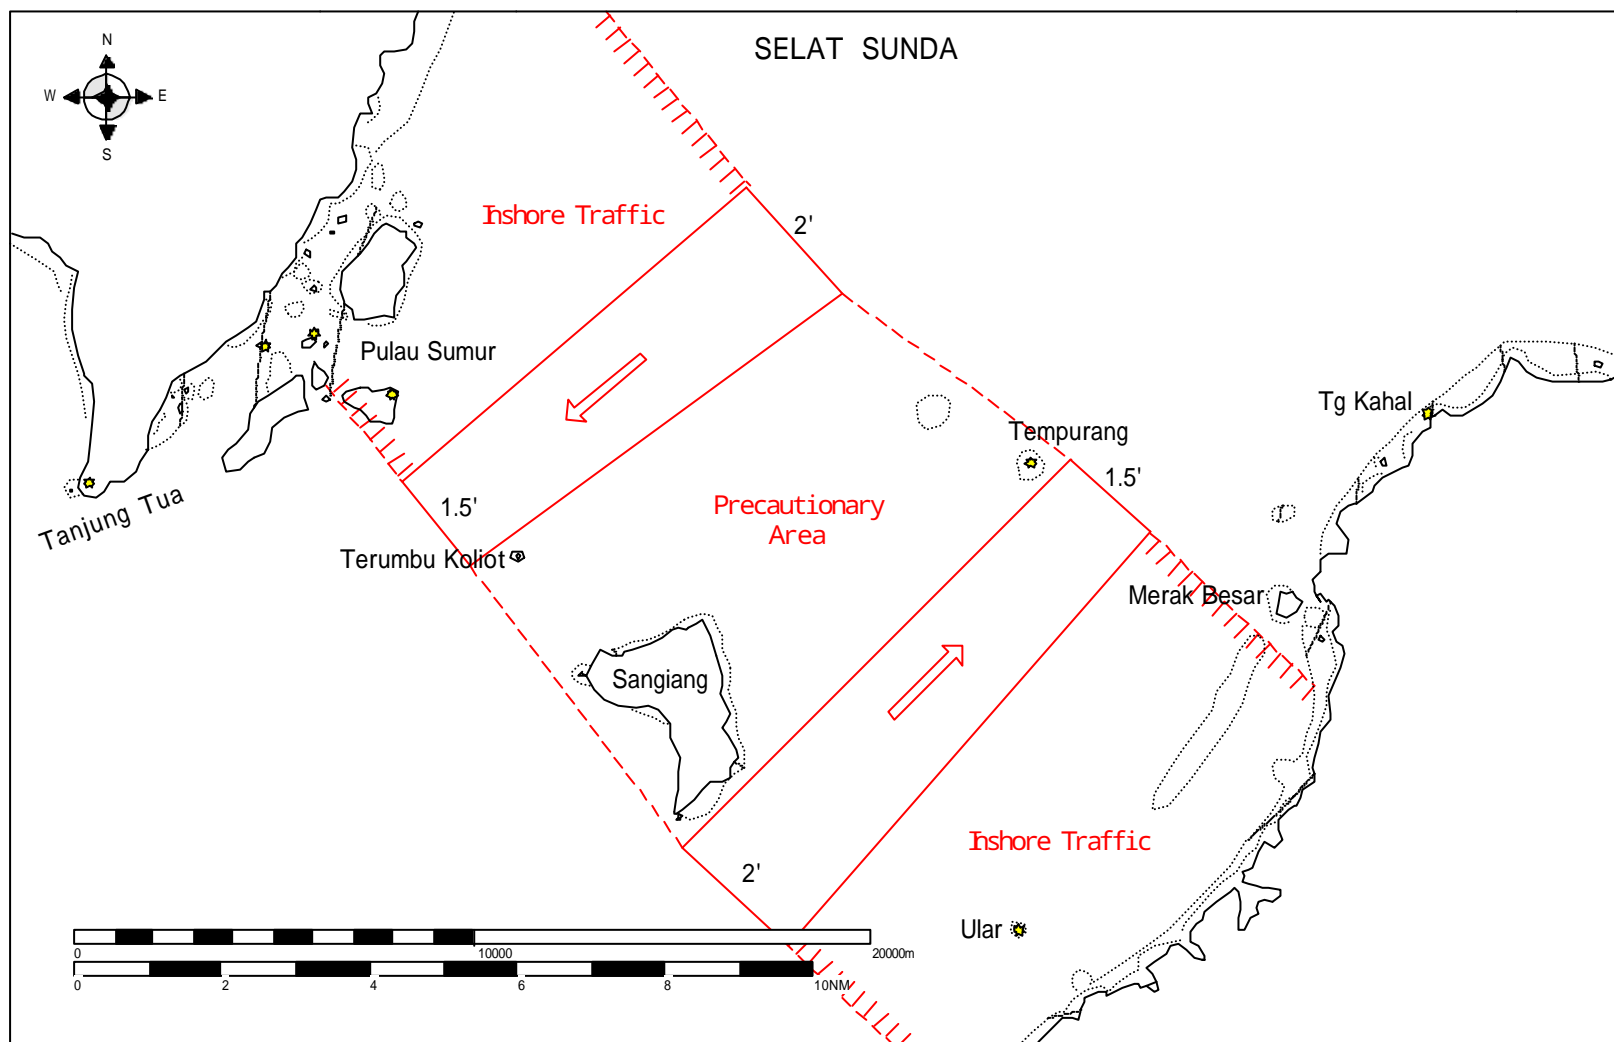 SELAT SUNDA
N
W
E
S
Inshore Traffic
2'
Pulau Sumur
Tg Kahal
Tempurang
1.5'
Tanjung Tua
1.5'
Precautionary
Area
Terumbu Koliot
Merak Besar
Sangiang
Inshore Traffic
2'
Ular
0
10000
20000m
0
2
4
6
8
10NM